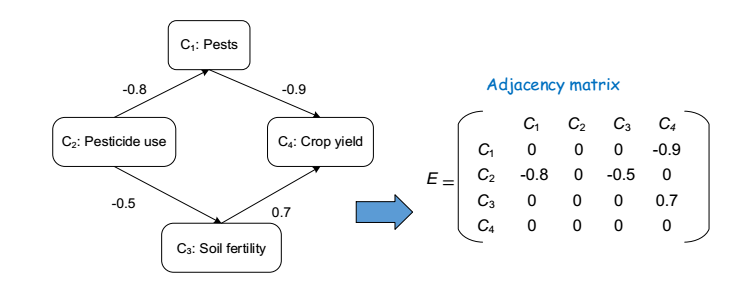 C₁: Pests
-0.8
-0.9
C₂: Pesticide use
C₄: Crop yield
-0.5
0.7
C₃: Soil fertility
Adjacency matrix
C₁ C₂ C₃ C₄
C₁ 0 0 0 -0.9
E = C₂ -0.8 0 -0.5 0
C₃ 0 0 0 0.7
C₄ 0 0 0 0